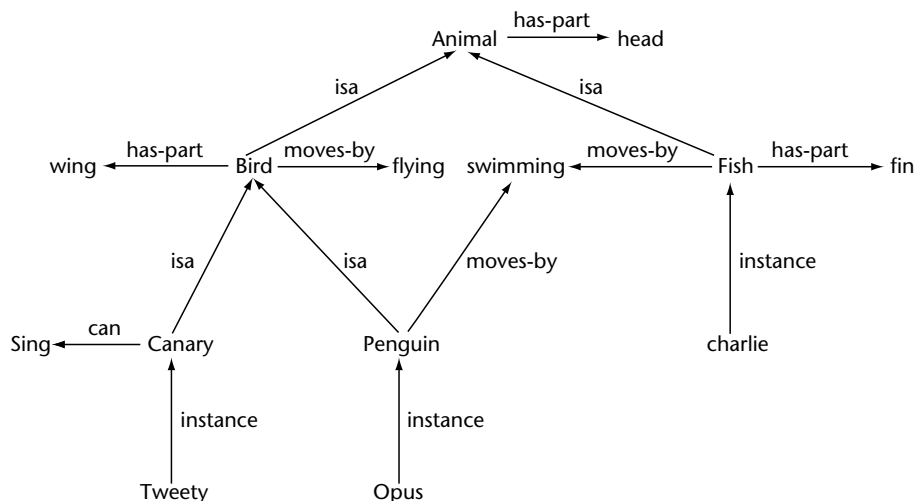 has-part
Animal head
isa isa
has-part moves-by moves-by has-part
wing Bird flying swimming Fish fin
isa isa moves-by instance
can
Sing Canary Penguin charlie
instance instance
Tweety Opus